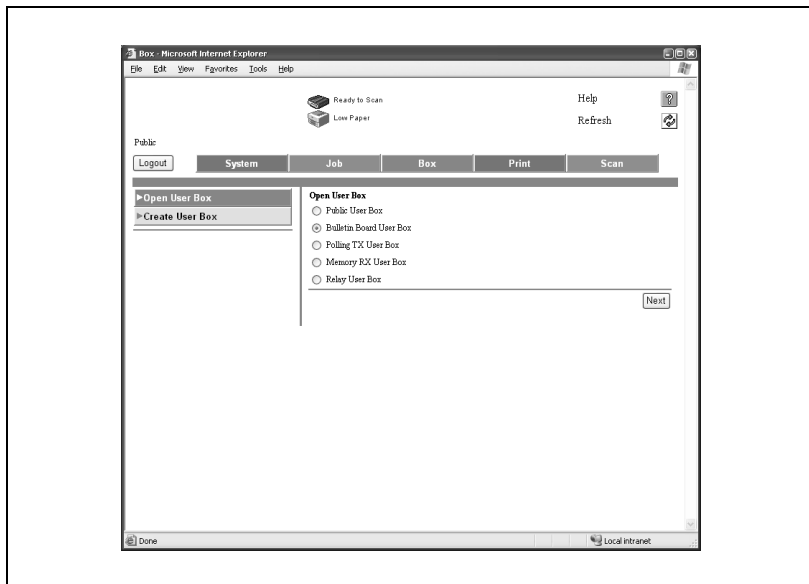 Box - Microsoft Internet Explorer
File Edit View Favorites Tools Help
Ready to Scan
Help
?
Low Paper
Refresh
Public
Logout
System
Job
Box
Print
Scan
Open User Box
Create User Box
Open User Box
Public User Box
Bulletin Board User Box
Polling TX User Box
Memory RX User Box
Relay User Box
Next
Done
Local intranet